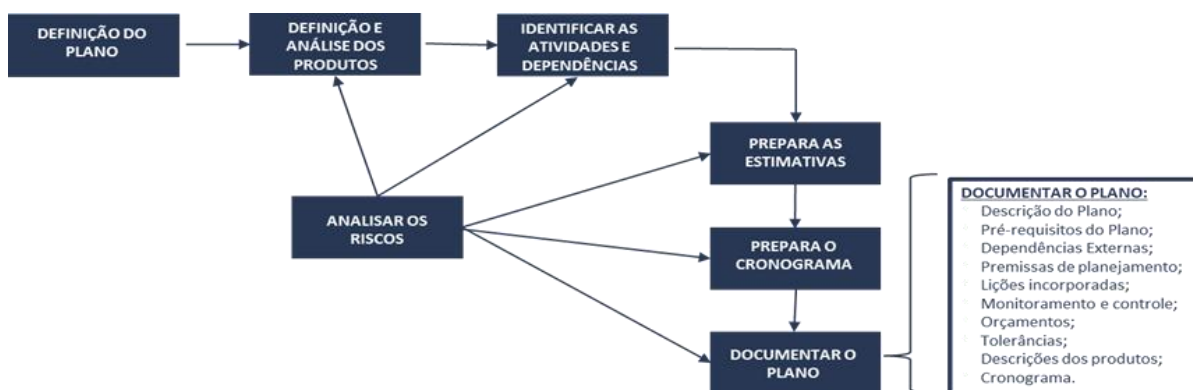 DEFINIÇÃO DO
PLANO
DEFINIÇÃO E
ANÁLISE DOS
PRODUTOS
IDENTIFICAR AS
ATIVIDADES E
DEPENDÊNCIAS
PREPARA AS
ESTIMATIVAS
ANALISAR OS
RISCOS
PREPARA O
CRONOGRAMA
DOCUMENTAR O
PLANO
DOCUMENTAR O PLANO:
Descrição do Plano;
Pré-requisitos do Plano;
Dependências Externas;
Premissas de planejamento;
Lições incorporadas;
Monitoramento e controle;
Orçamentos;
Tolerâncias;
Descrições dos produtos;
Cronograma.